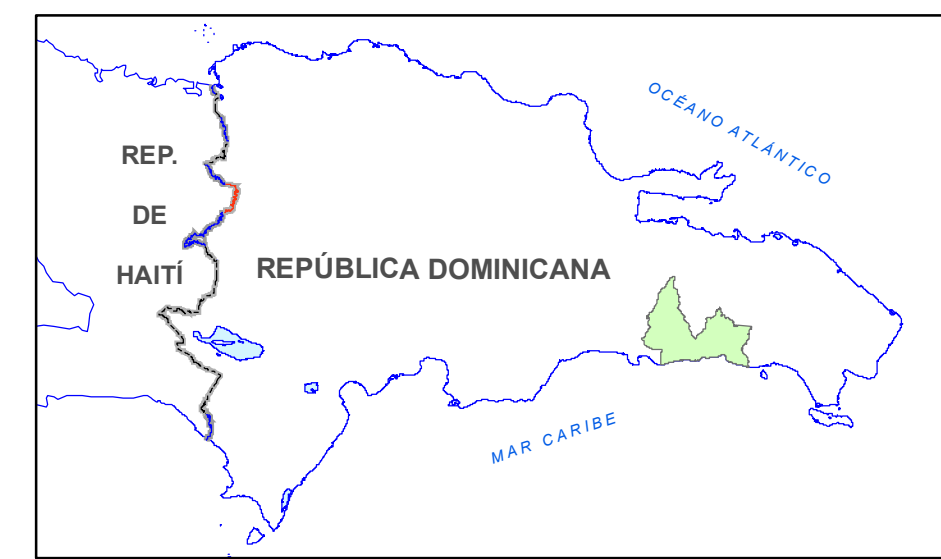 OCÉANO ATLÁNTICO
REP.
DE
HAITÍ
REPÚBLICA DOMINICANA
MAR CARIBE